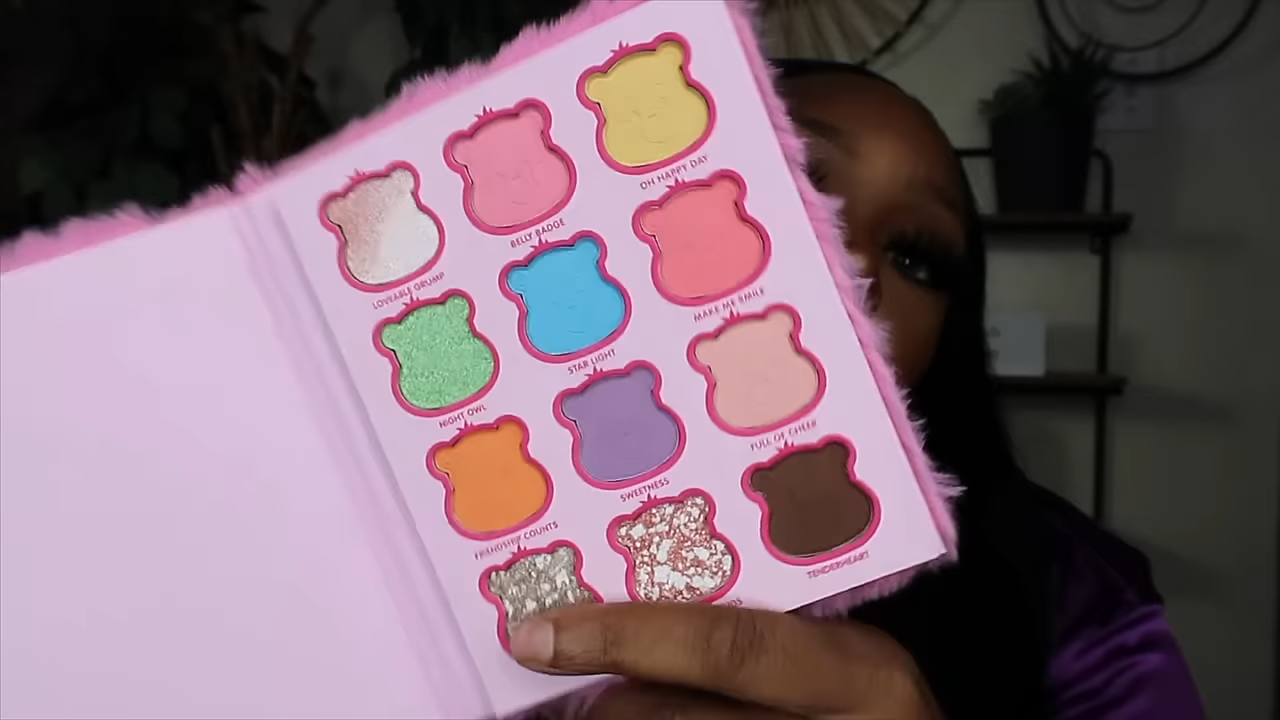 OH HAPPY DAY
BELLY BADGE
LOVEABLE GRUMP
MAKE ME SMILE
STAR LIGHT
NIGHT OWL
FULL OF CHEER
SWEETNESS
FRIENDSHIP COUNTS
TENDERHEART